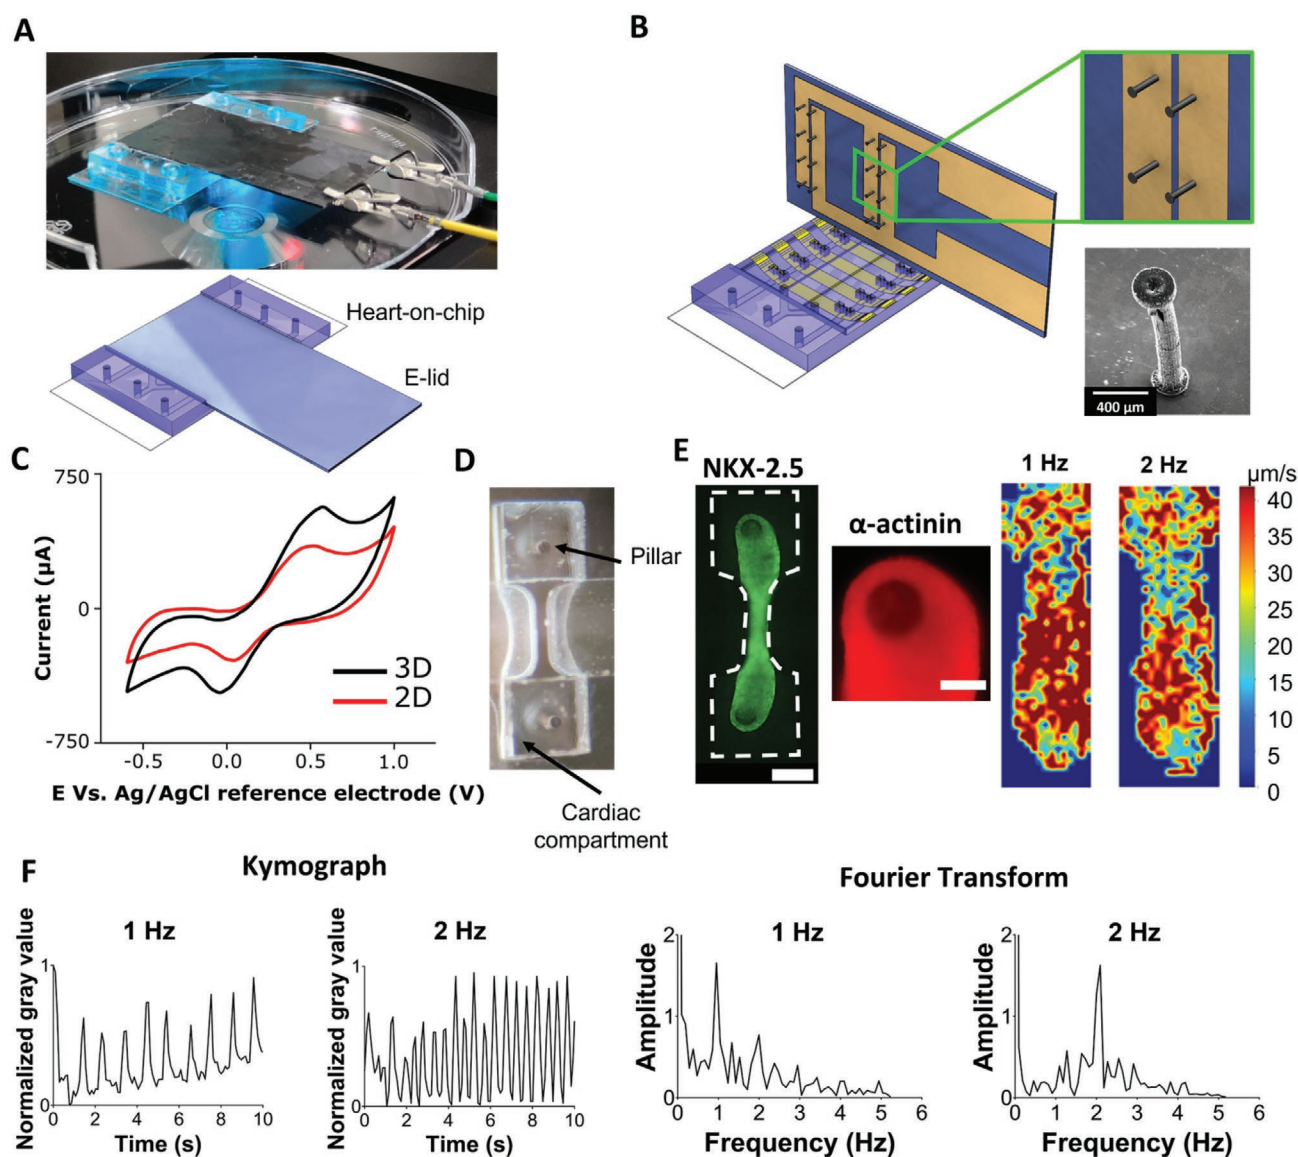 A
B
Heart-on-chip
E-lid
400 µm
C
750
0
-750
Current (µA)
3D
2D
-0.5
0.0
0.5
1.0
E Vs. Ag/AgCl reference electrode (V)
D
Pillar
Cardiac
compartment
E
NKX-2.5
α-actinin
1 Hz
2 Hz
µm/s
40
35
30
25
20
15
10
5
0
F
Kymograph
1 Hz
Normalized gray value
1
0
0
2
4
6
8
10
Time (s)
2 Hz
Normalized gray value
1
0
0
2
4
6
8
10
Time (s)
Fourier Transform
1 Hz
Amplitude
2
1
0
0
1
2
3
4
5
6
Frequency (Hz)
2 Hz
Amplitude
2
1
0
0
1
2
3
4
5
6
Frequency (Hz)